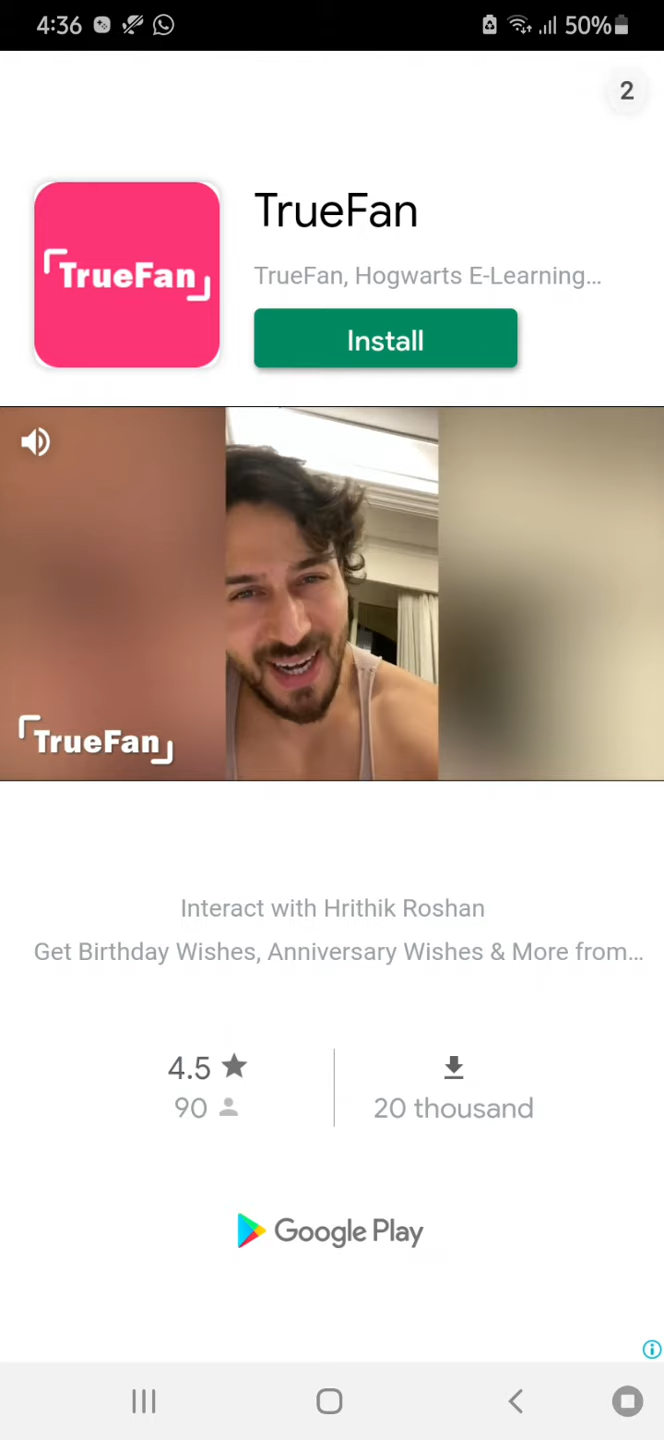 4:36 50%
2
TrueFan
TrueFan
TrueFan, Hogwarts E-Learning...
Install
TrueFan
Interact with Hrithik Roshan
Get Birthday Wishes, Anniversary Wishes & More from...
4.5
90
20 thousand
Google Play